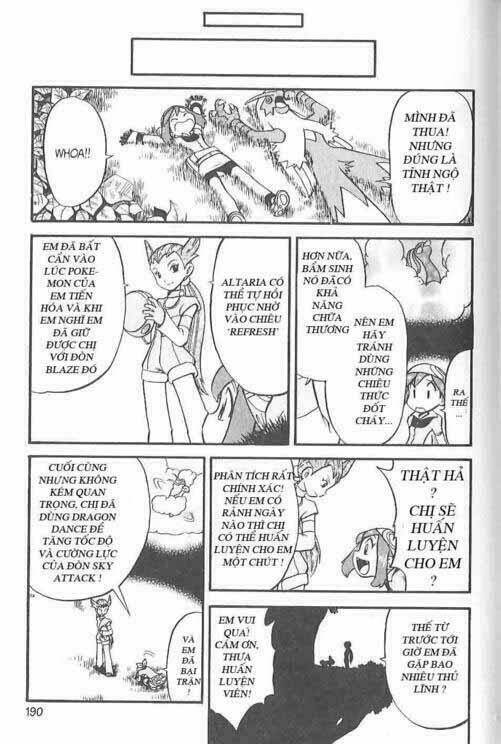 MÌNH ĐÃ
THUA!
NHƯNG
ĐÚNG LÀ
TỈNH NGỘ
THẬT !
WHOA!!
HƠN NỮA,
BẨM SINH
NÓ ĐÃCÓ
KHẢ
NĂNG CHỮA
THƯƠNG
NÊN EM
HÃY
TRÁNH
DÙNG
NHỮNG
CHIÊU
THỨC
ĐỐT
CHÁY...
RA
THẾ
...
ALTARIA CÓ
THỂ TỰ HỒI
PHỤC NHỜ
VÀO CHIÊU
'REFRESH'
EM ĐÃ BẤT
CẨN VÀO
LÚC POKE-
MON CỦA
EM TIẾN
HÓA VÀ KHI
EM NGHĨ EM
ĐÃ GIỮ
ĐƯỢC CHỊ
VỚI ĐÒN
BLAZE ĐÓ
THẬT HẢ
?
CHỊ SẼ
HUẤN
LUYỆN
CHO EM
?
PHÂN TÍCH RẤT
CHÍNH XÁC!
NẾU EM CÓ
RẢNH NGÀY
NÀO THÌ CHỊ
CÓ THỂ HUẤN
LUYỆN CHO EM
MỘT CHÚT !
CUỐI CÙNG
NHƯNG KHÔNG
KÉM QUAN
TRỌNG, CHỊ ĐÃ
DÙNG DRAGON
DANCE ĐỂ
TĂNG TỐC ĐỘ
VÀ CƯỜNG LỰC
CỦA ĐÒN SKY
ATTACK !
VÀ
EM ĐÃ
BẠI
TRẬN !
THẾ TỪ
TRƯỚC TỚI
GIỜ EM ĐÃ
GẶP BAO
NHIÊU THỦ
LĨNH ?
EM VUI
QUA!
CẢM ƠN,
THƯA
HUẤN
LUYỆN
VIÊN!
190